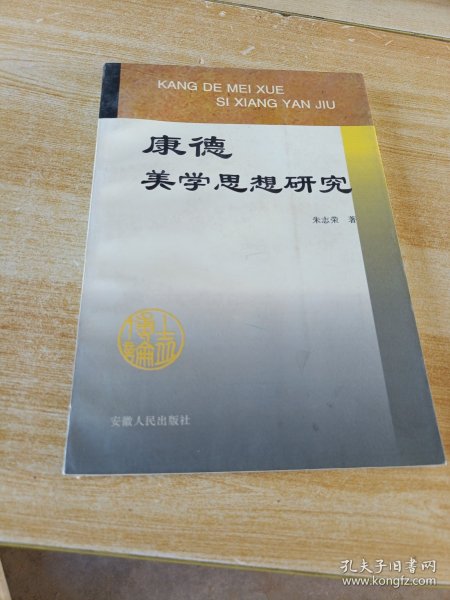 KANG DE MEI XUE
SI XIANG YAN JIU
康德
美学思想研究
朱志荣 著
安徽人民出版社
孔夫子旧书网
www.kongfz.com